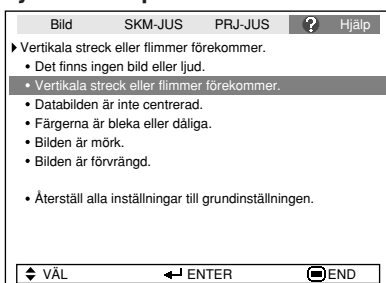 Bild SKM-JUS PRJ-JUS ? Hjälp
Vertikala streck eller flimmer förekommer.
• Det finns ingen bild eller ljud.
• Vertikala streck eller flimmer förekommer.
• Databilden är inte centrerad.
• Färgerna är bleka eller dåliga.
• Bilden är mörk.
• Bilden är förvrängd.
• Återställ alla inställningar till grundinställningen.
VÄL ENTER END